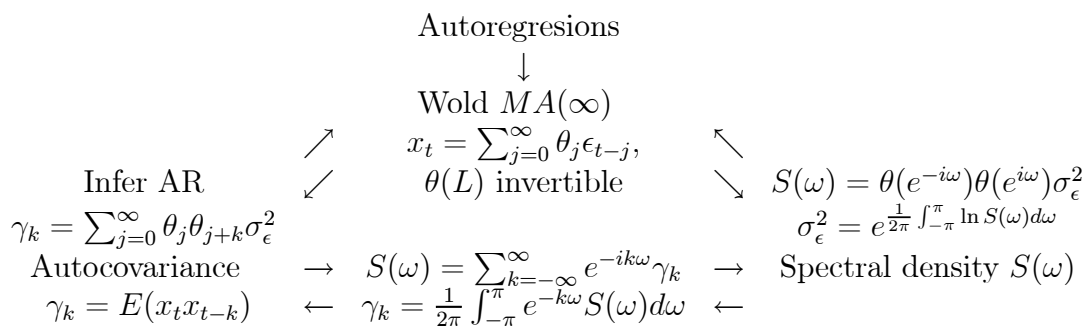 Autoregresions
↓
Wold MA(∞)
↗ x_t = ∑_{j=0}^{∞} θ_j ε_{t−j}, ↖
Infer AR ↙ θ(L) invertible ↘ S(ω) = θ(e^{−iω})θ(e^{iω})σ_ε^2
γ_k = ∑_{j=0}^{∞} θ_j θ_{j+k} σ_ε^2 σ_ε^2 = e^{\frac{1}{2π} ∫_{−π}^{π} ln S(ω)dω}
Autocovariance → S(ω) = ∑_{k=−∞}^{∞} e^{−ikω} γ_k → Spectral density S(ω)
γ_k = E(x_t x_{t−k}) ← γ_k = \frac{1}{2π} ∫_{−π}^{π} e^{−kω} S(ω)dω ←